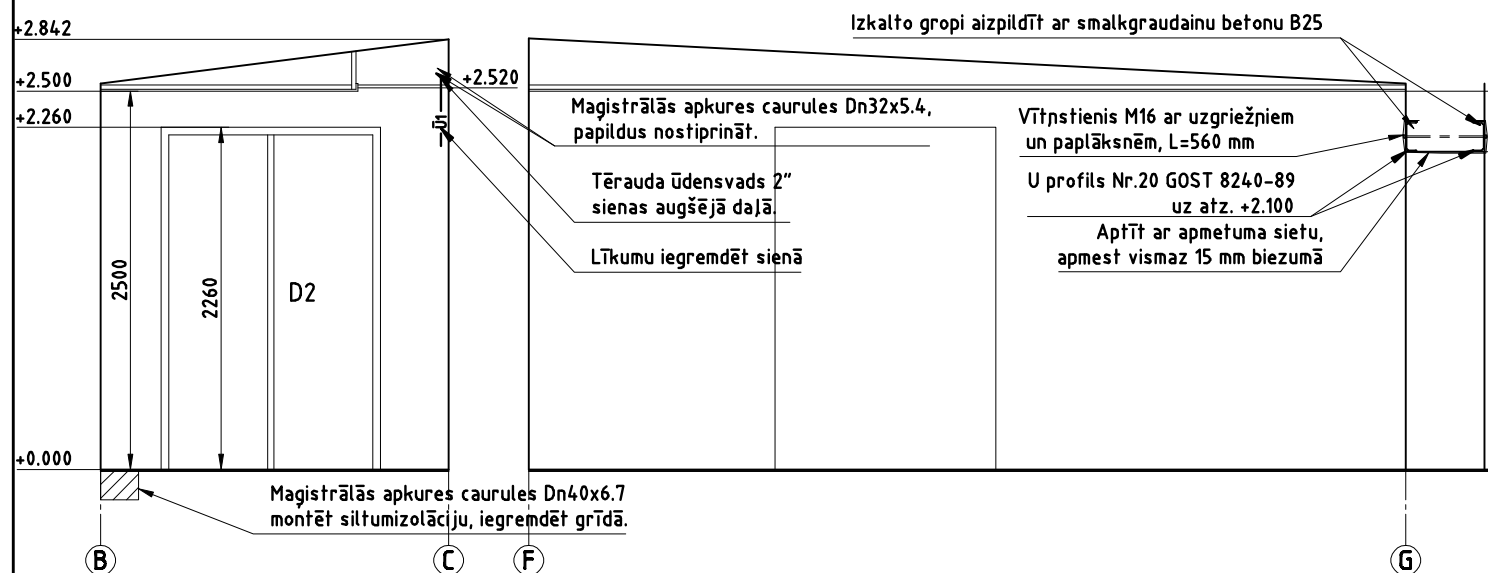 +2.842
+2.500
+2.260
+0.000
2500
2260
D2
+2.520
Ū1
Maģistrālās apkures caurules Dn32x5.4,
papildus nostiprināt.
Tērauda ūdensvads 2"
sienas augšējā daļā.
Līkumu iegremdēt sienā
Maģistrālās apkures caurules Dn40x6.7
montēt siltumizolāciju, iegremdēt grīdā.
Izkalto gropi aizpildīt ar smalkgraudainu betonu B25
Vītņstienis M16 ar uzgriežņiem
un paplāksnēm, L=560 mm
U profils Nr.20 GOST 8240-89
uz atz. +2.100
Aptīt ar apmetuma sietu,
apmest vismaz 15 mm biezumā
B
C
F
G